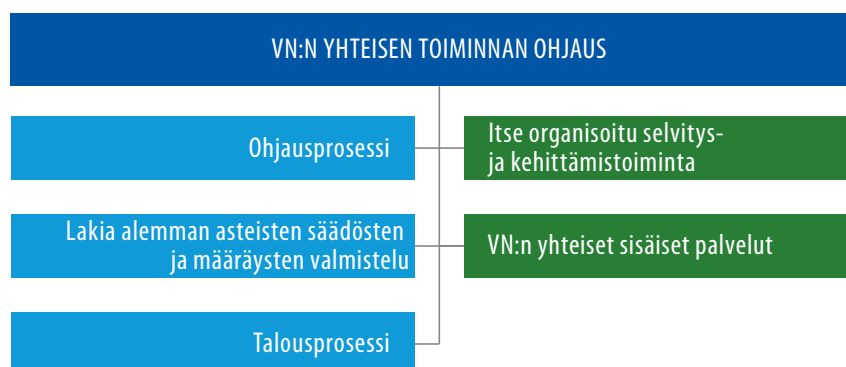 VN:N YHTEISEN TOIMINNAN OHJAUS
Ohjausprosessi
Itse organisoitu selvitys-
ja kehittämistoiminta
Lakia alemman asteisten säädösten
ja määräysten valmistelu
VN:n yhteiset sisäiset palvelut
Talousprosessi